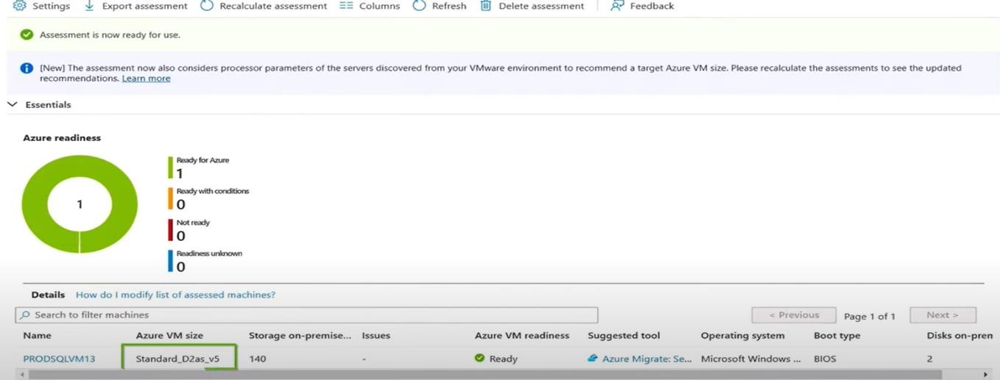 Settings Export assessment Recalculate assessment Columns Refresh Delete assessment Feedback
Assessment is now ready for use.
[New] The assessment now also considers processor parameters of the servers discovered from your VMware environment to recommend a target Azure VM size. Please recalculate the assessments to see the updated
recommendations. Learn more
Essentials
Azure readiness
1
Ready for Azure
1
Ready with conditions
0
Not ready
0
Readiness unknown
0
Details How do I modify list of assessed machines?
Search to filter machines < Previous Page 1 of 1 Next >
Name Azure VM size Storage on-premise... Issues Azure VM readiness Suggested tool Operating system Boot type Disks on-pren
PRODSQLVM13 Standard_D2as_v5 140 - Ready Azure Migrate: Se... Microsoft Windows ... BIOS 2